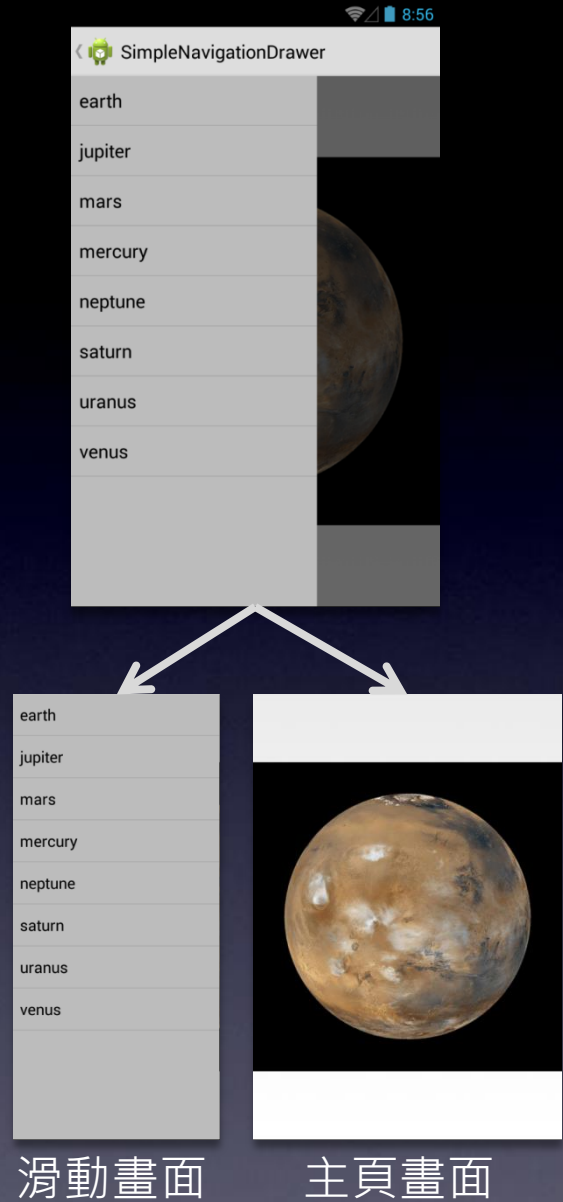 8:56
SimpleNavigationDrawer
earth
jupiter
mars
mercury
neptune
saturn
uranus
venus
earth
jupiter
mars
mercury
neptune
saturn
uranus
venus
滑動畫面
主頁畫面